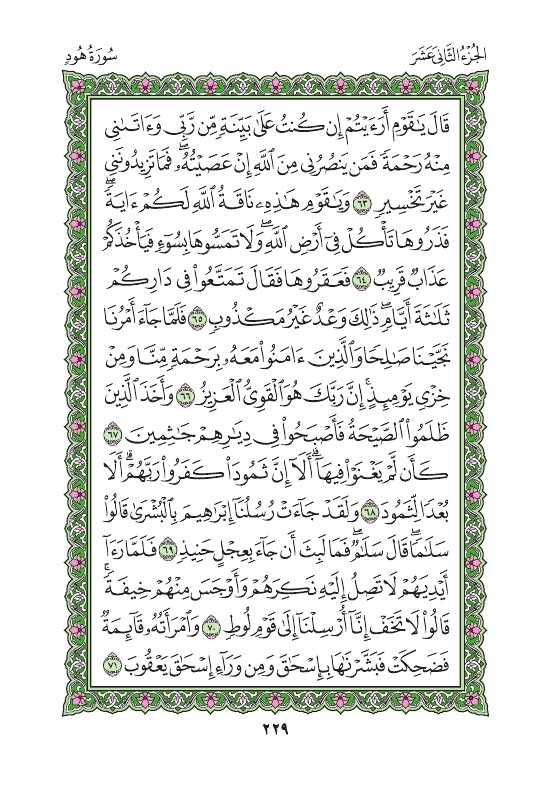 الجُزْءُ الثَّانِي عَشَرَ
سُورَةُ هُودٍ
قَالَ يَٰقَوْمِ أَرَءَيْتُمْ إِن كُنتُ عَلَىٰ بَيِّنَةٍ مِّن رَّبِّي وَءَاتَىٰنِي
مِنْهُ رَحْمَةً فَمَن يَنصُرُنِي مِنَ ٱللَّهِ إِنْ عَصَيْتُهُۥۖ فَمَا تَزِيدُونَنِي
غَيْرَ تَخْسِيرٍ ٦٣ وَيَٰقَوْمِ هَٰذِهِۦ نَاقَةُ ٱللَّهِ لَكُمْ ءَايَةًۖ
فَذَرُوهَا تَأْكُلْ فِيٓ أَرْضِ ٱللَّهِۖ وَلَا تَمَسُّوهَا بِسُوٓءٍ فَيَأْخُذَكُمْ
عَذَابٌ قَرِيبٌ ٦٤ فَعَقَرُوهَا فَقَالَ تَمَتَّعُوا۟ فِي دَارِكُمْ
ثَلَٰثَةَ أَيَّامٍۖ ذَٰلِكَ وَعْدٌ غَيْرُ مَكْذُوبٍ ٦٥ فَلَمَّا جَآءَ أَمْرُنَا
نَجَّيْنَا صَٰلِحًا وَٱلَّذِينَ ءَامَنُوا۟ مَعَهُۥ بِرَحْمَةٍ مِّنَّا وَمِنْ
خِزْيِ يَوْمِئِذٍۚ إِنَّ رَبَّكَ هُوَ ٱلْقَوِيُّ ٱلْعَزِيزُ ٦٦ وَأَخَذَ ٱلَّذِينَ
ظَلَمُوا۟ ٱلصَّيْحَةُ فَأَصْبَحُوا۟ فِي دِيَٰرِهِمْ جَٰثِمِينَ ٦٧
كَأَن لَّمْ يَغْنَوْا۟ فِيهَآۗ أَلَآ إِنَّ ثَمُودَا۟ كَفَرُوا۟ رَبَّهُمْۗ أَلَا
بُعْدًا لِّثَمُودَ ٦٨ وَلَقَدْ جَآءَتْ رُسُلُنَآ إِبْرَٰهِيمَ بِٱلْبُشْرَىٰ قَالُوا۟
سَلَٰمًاۖ قَالَ سَلَٰمٌۖ فَمَا لَبِثَ أَن جَآءَ بِعِجْلٍ حَنِيذٍ ٦٩ فَلَمَّا رَءَآ
أَيْدِيَهُمْ لَا تَصِلُ إِلَيْهِ نَكِرَهُمْ وَأَوْجَسَ مِنْهُمْ خِيفَةًۚ
قَالُوا۟ لَا تَخَفْ إِنَّآ أُرْسِلْنَآ إِلَىٰ قَوْمِ لُوطٍ ٧٠ وَٱمْرَأَتُهُۥ قَآئِمَةٌ
فَضَحِكَتْ فَبَشَّرْنَٰهَا بِإِسْحَٰقَ وَمِن وَرَآءِ إِسْحَٰقَ يَعْقُوبَ ٧١
٢٢٩